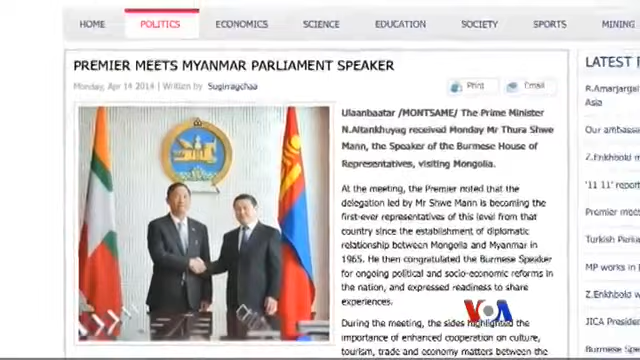 HOME POLITICS ECONOMICS SCIENCE EDUCATION SOCIETY SPORTS MINING
PREMIER MEETS MYANMAR PARLIAMENT SPEAKER
Monday, Apr 14 2014 | Written by Suginragchaa
Print Email
Ulaanbaatar /MONTSAME/ The Prime Minister
N.Altankhuyag received Monday Mr Thura Shwe
Mann, the Speaker of the Burmese House of
Representatives, visiting Mongolia.
At the meeting, the Premier noted that the
delegation led by Mr Shwe Mann is becoming the
first-ever representatives of this level from that
country since the establishment of diplomatic
relationship between Mongolia and Myanmar in
1965. He then congratulated the Burmese Speaker
for ongoing political and socio-economic reforms in
the nation, and expressed readiness to share
experiences.
During the meeting, the sides highlighted the
importance of enhanced cooperation on culture,
tourism, trade and economy matters between the
VOA
LATEST
R.Amarjargal
Asia
Our ambassa
Z.Enkhbold m
'11 11' report
Premier meets
Turkish Parlia
MP works in
Z.Enkhbold w
JICA Presiden
Burmese Spe